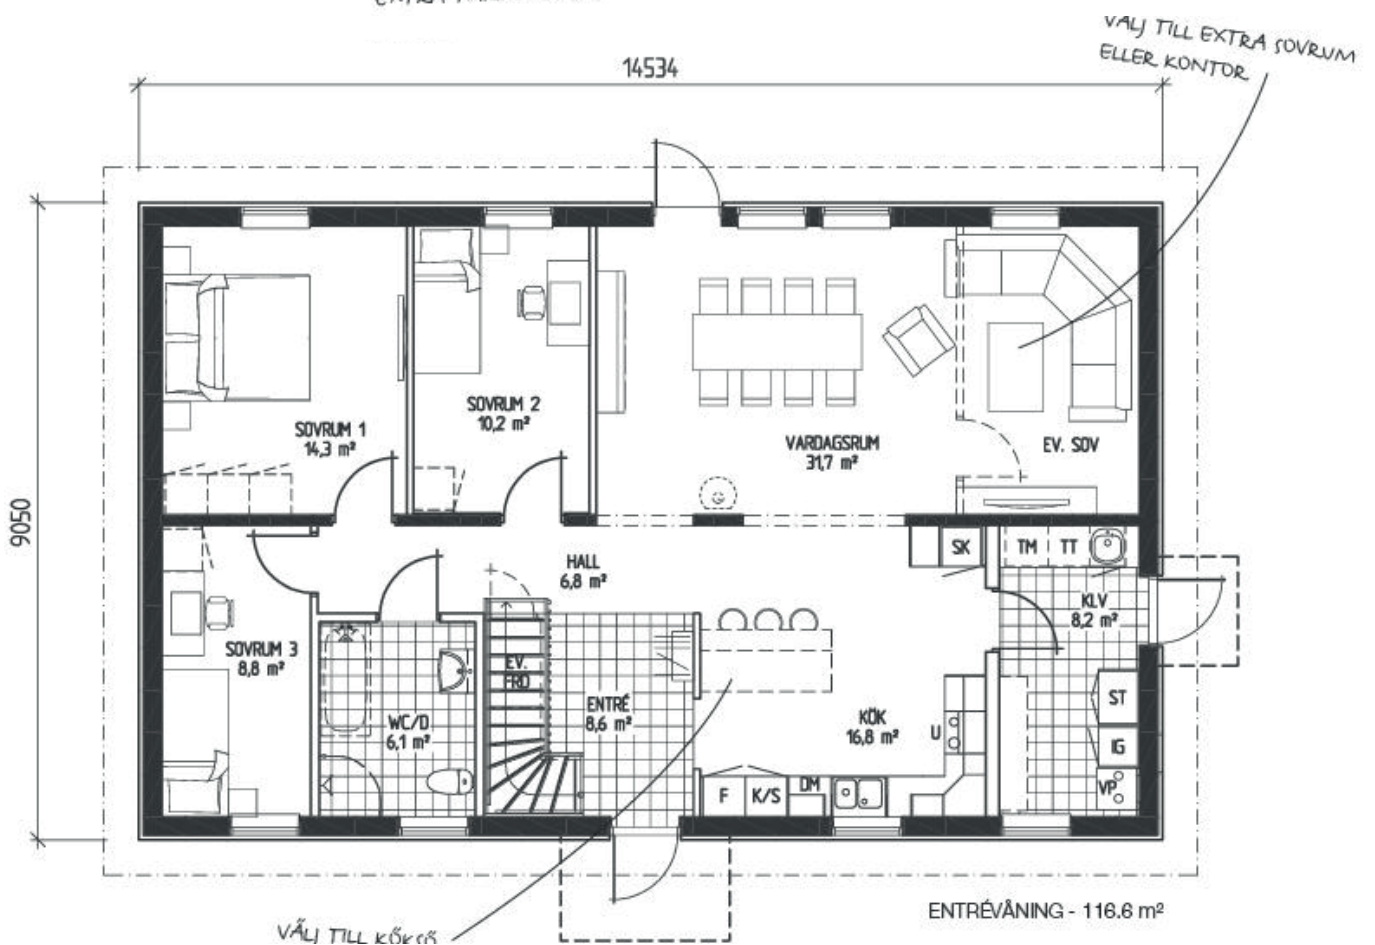 VÄLJ TILL EXTRA SOVRUM
ELLER KONTOR
14534
9050
SOVRUM 1
14,3 m²
SOVRUM 2
10,2 m²
VARDAGSRUM
31,7 m²
EV. SOV
HALL
6,8 m²
SK
TM
TT
KLV
8,2 m²
SOVRUM 3
8,8 m²
EV.
FRD
ENTRÉ
8,6 m²
WC/D
6,1 m²
KÖK
16,8 m²
U
ST
IG
VP
F
K/S
DM
ENTRÉVÅNING - 116.6 m²
VÄLJ TILL KÖKSÖ